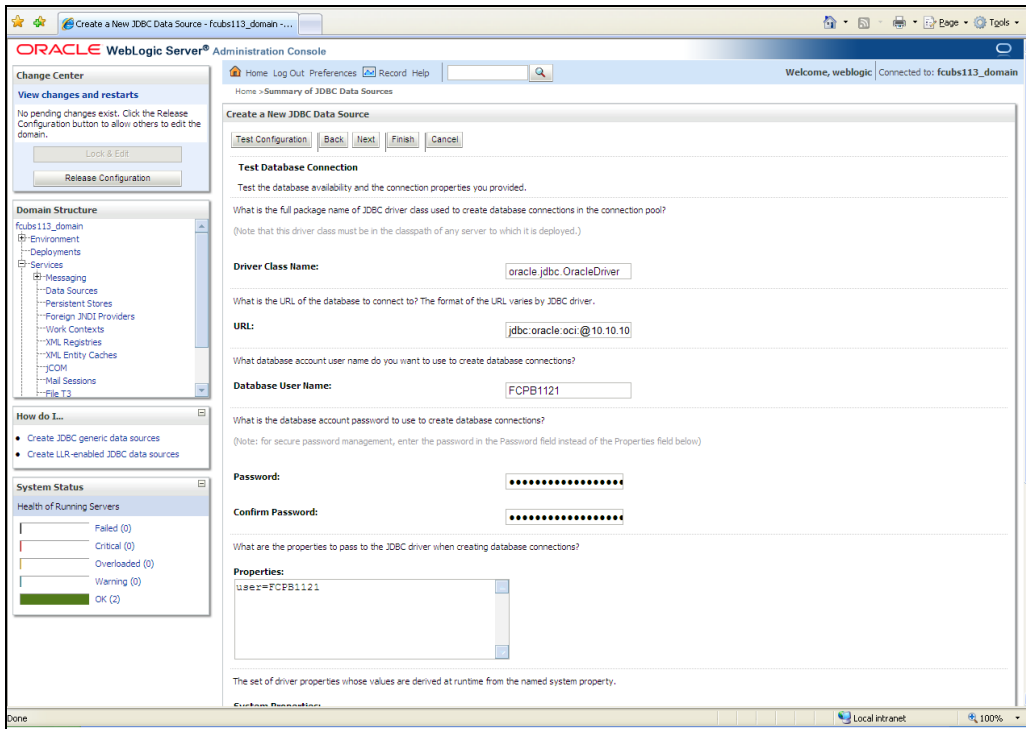 Create a New JDBC Data Source - fcubs113_domain -...
Page
Tools
ORACLE WebLogic Server® Administration Console
Change Center
View changes and restarts
No pending changes exist. Click the Release
Configuration button to allow others to edit the
domain.
Lock & Edit
Release Configuration
Domain Structure
fcubs113_domain
Environment
Deployments
Services
Messaging
Data Sources
Persistent Stores
Foreign JNDI Providers
Work Contexts
XML Registries
XML Entity Caches
jCOM
Mail Sessions
File T3
How do I...
Create JDBC generic data sources
Create LLR-enabled JDBC data sources
System Status
Health of Running Servers
Failed (0)
Critical (0)
Overloaded (0)
Warning (0)
OK (2)
Home Log Out Preferences Record Help
Welcome, weblogic Connected to: fcubs113_domain
Home >Summary of JDBC Data Sources
Create a New JDBC Data Source
Test Configuration Back Next Finish Cancel
Test Database Connection
Test the database availability and the connection properties you provided.
What is the full package name of JDBC driver class used to create database connections in the connection pool?
(Note that this driver class must be in the classpath of any server to which it is deployed.)
Driver Class Name: oracle.jdbc.OracleDriver
What is the URL of the database to connect to? The format of the URL varies by JDBC driver.
URL: jdbc:oracle:oci:@10.10.10
What database account user name do you want to use to create database connections?
Database User Name: FCPB1121
What is the database account password to use to create database connections?
(Note: for secure password management, enter the password in the Password field instead of the Properties field below)
Password:
Confirm Password:
What are the properties to pass to the JDBC driver when creating database connections?
Properties:
user=FCPB1121
The set of driver properties whose values are derived at runtime from the named system property.
System Properties:
Done
Local intranet
100%